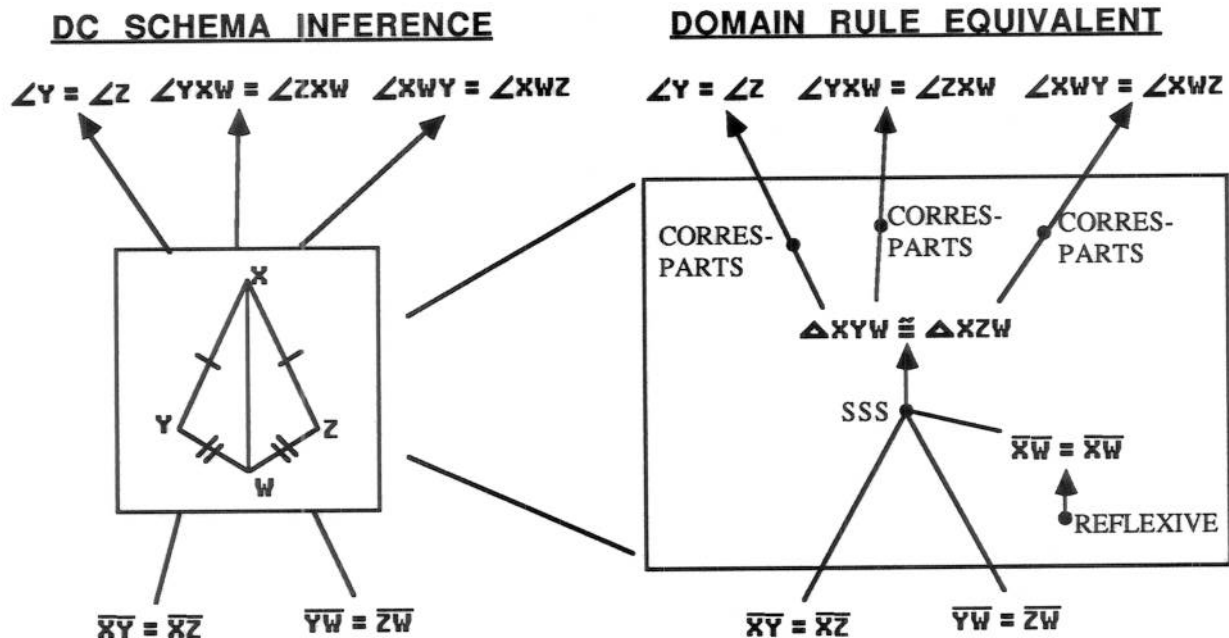 DC SCHEMA INFERENCE
∠Y = ∠Z ∠YXW ≅ ∠ZXW ∠XWY = ∠XWZ
X
Y
Z
W
XY = XZ YW = ZW
DOMAIN RULE EQUIVALENT
∠Y = ∠Z ∠YXW = ∠ZXW ∠XWY = ∠XWZ
CORRES-
PARTS
CORRES-
PARTS
CORRES-
PARTS
△XYW ≅ △XZW
SSS
XW = XW
REFLEXIVE
XY = XZ YW = ZW